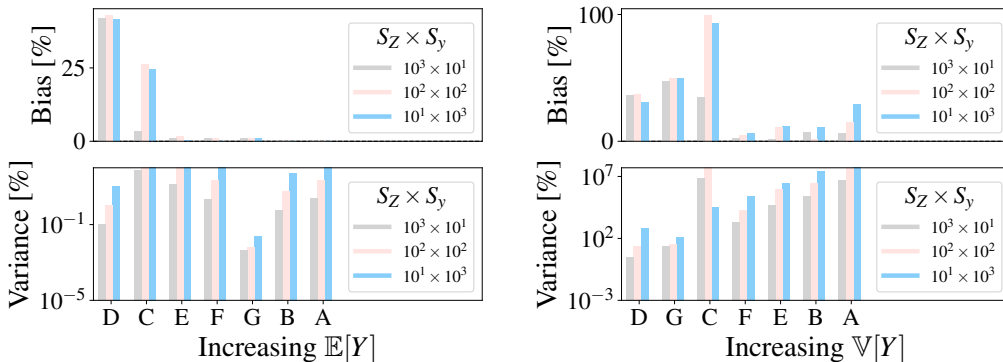 Bias [%]
25
0
S_Z × S_y
10^3 × 10^1
10^2 × 10^2
10^1 × 10^3
Variance [%]
10^-1
10^-5
S_Z × S_y
10^3 × 10^1
10^2 × 10^2
10^1 × 10^3
D C E F G B A
Increasing 𝔼[Y]
Bias [%]
100
0
S_Z × S_y
10^3 × 10^1
10^2 × 10^2
10^1 × 10^3
Variance [%]
10^7
10^2
10^-3
S_Z × S_y
10^3 × 10^1
10^2 × 10^2
10^1 × 10^3
D G C F E B A
Increasing 𝕍[Y]